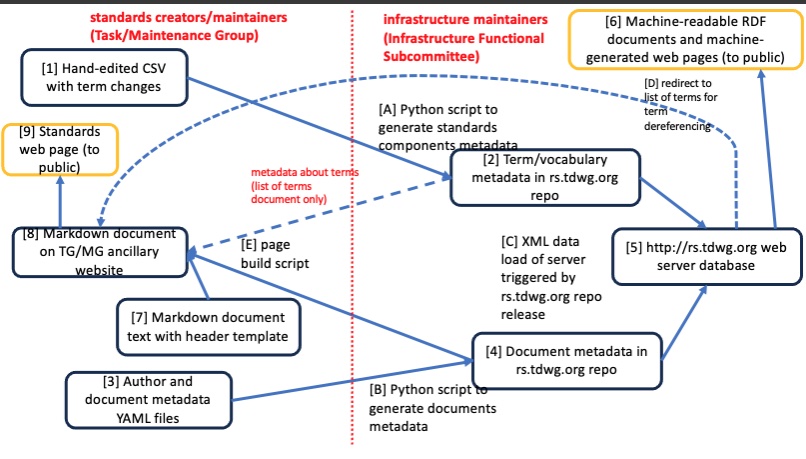 standards creators/maintainers
(Task/Maintenance Group)
infrastructure maintainers
(Infrastructure Functional
Subcommittee)
[6] Machine-readable RDF
documents and machine-
generated web pages (to public)
[1] Hand-edited CSV
with term changes
[D] redirect to
list of terms for
term
dereferencing
[A] Python script to
generate standards
components metadata
[9] Standards
web page (to
public)
metadata about terms
(list of terms
document only)
[2] Term/vocabulary
metadata in rs.tdwg.org
repo
[8] Markdown document
on TG/MG ancillary
website
[E] page
build script
[C] XML data
load of server
triggered by
rs.tdwg.org repo
release
[5] http://rs.tdwg.org web
server database
[7] Markdown document
text with header template
[4] Document metadata in
rs.tdwg.org repo
[3] Author and
document metadata
YAML files
[B] Python script to
generate documents
metadata